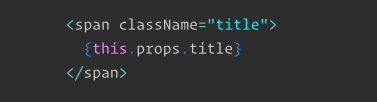 <span className="title">
{this.props.title}
</span>